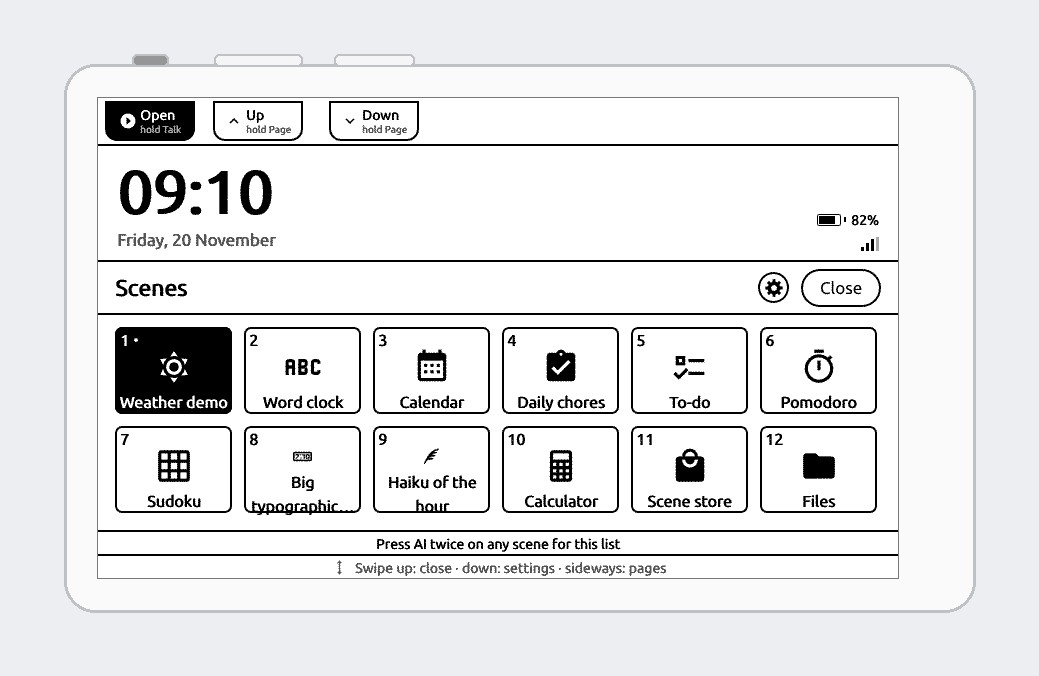 Open
hold Talk
Up
hold Page
Down
hold Page
09:10
Friday, 20 November
82%
Scenes
Close
1 •
Weather demo
2
ABC
Word clock
3
Calendar
4
Daily chores
5
To-do
6
Pomodoro
7
Sudoku
8
Big
typographic…
9
Haiku of the
hour
10
Calculator
11
Scene store
12
Files
Press AI twice on any scene for this list
Swipe up: close · down: settings · sideways: pages